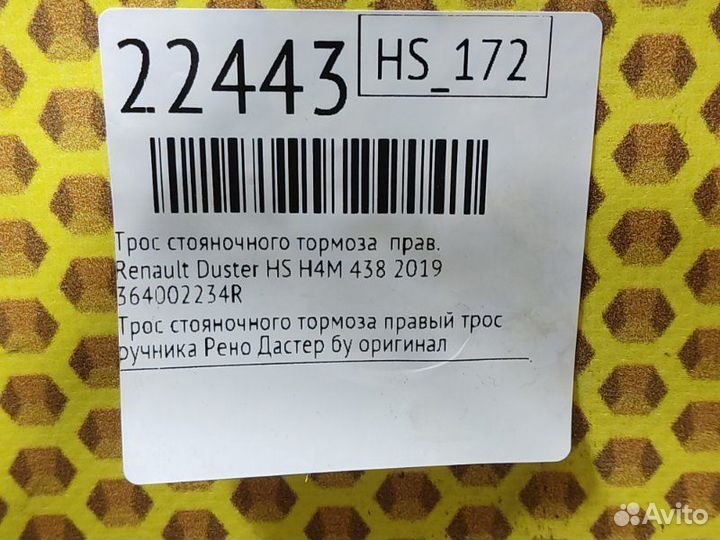 22443
HS_172
Трос стояночного тормоза прав.
Renault Duster HS H4M 438 2019
364002234R
Трос стояночного тормоза правый трос
ручника Рено Дастер бу оригинал
Avito